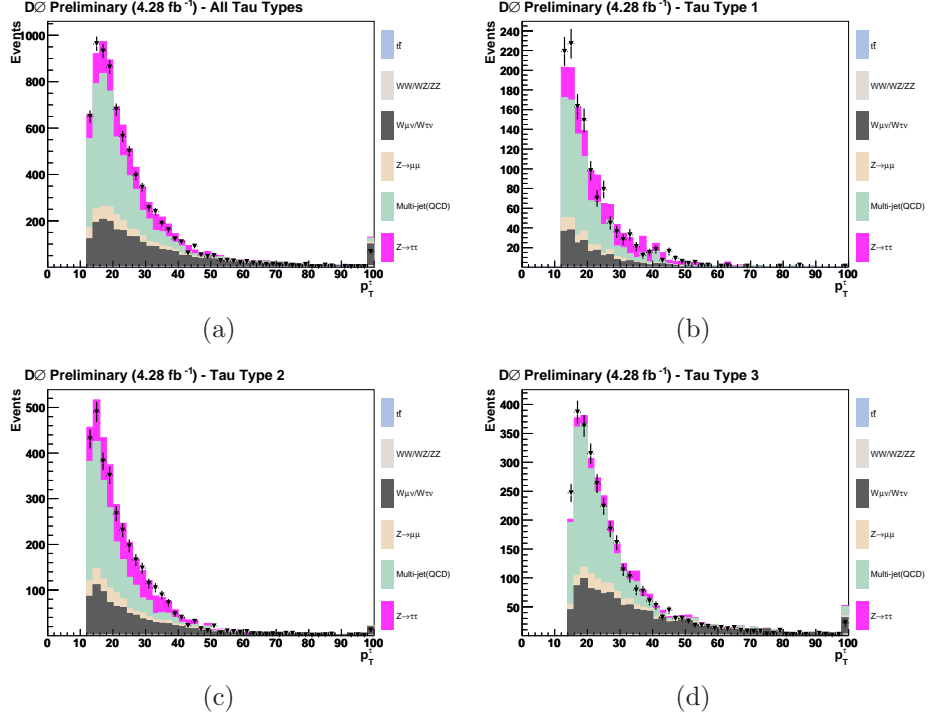 DØ Preliminary (4.28 fb⁻¹) - All Tau Types
Events
1000
800
600
400
200
0 10 20 30 40 50 60 70 80 90 100
p_T^τ
tt̄
WW/WZ/ZZ
Wμν/Wτν
Z→μμ
Multi-jet(QCD)
Z→ττ
(a)
DØ Preliminary (4.28 fb⁻¹) - Tau Type 1
Events
240
220
200
180
160
140
120
100
80
60
40
20
0 10 20 30 40 50 60 70 80 90 100
p_T^τ
tt̄
WW/WZ/ZZ
Wμν/Wτν
Z→μμ
Multi-jet(QCD)
Z→ττ
(b)
DØ Preliminary (4.28 fb⁻¹) - Tau Type 2
Events
500
400
300
200
100
0 10 20 30 40 50 60 70 80 90 100
p_T^τ
tt̄
WW/WZ/ZZ
Wμν/Wτν
Z→μμ
Multi-jet(QCD)
Z→ττ
(c)
DØ Preliminary (4.28 fb⁻¹) - Tau Type 3
Events
400
350
300
250
200
150
100
50
0 10 20 30 40 50 60 70 80 90 100
p_T^τ
tt̄
WW/WZ/ZZ
Wμν/Wτν
Z→μμ
Multi-jet(QCD)
Z→ττ
(d)